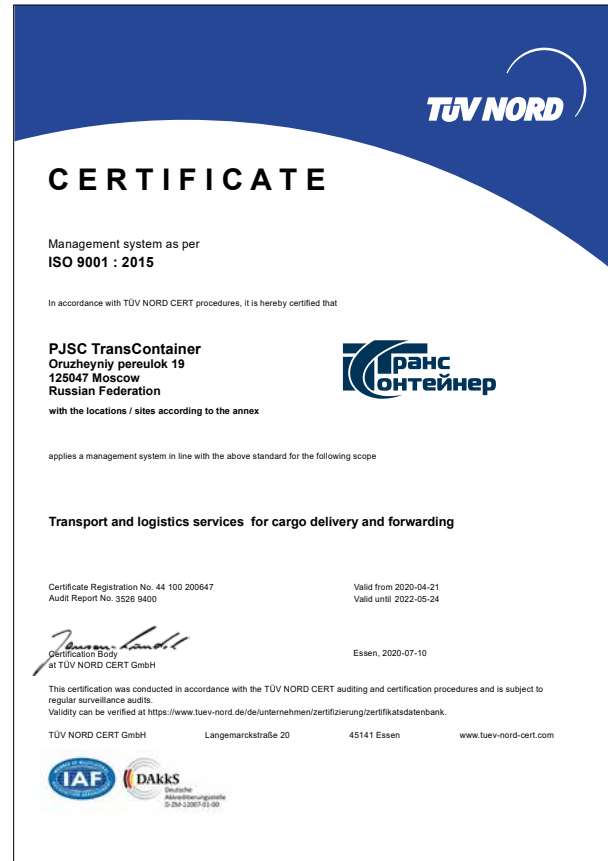 TÜV NORD
CERTIFICATE
Management system as per
ISO 9001 : 2015
In accordance with TÜV NORD CERT procedures, it is hereby certified that
PJSC TransContainer
Oruzheyniy pereulok 19
125047 Moscow
Russian Federation
with the locations / sites according to the annex
Транс
Контейнер
applies a management system in line with the above standard for the following scope
Transport and logistics services for cargo delivery and forwarding
Certificate Registration No. 44 100 200647
Audit Report No. 3526 9400
Valid from 2020-04-21
Valid until 2022-05-24
Certification Body
at TÜV NORD CERT GmbH
Essen, 2020-07-10
This certification was conducted in accordance with the TÜV NORD CERT auditing and certification procedures and is subject to
regular surveillance audits.
Validity can be verified at https://www.tuev-nord.de/de/unternehmen/zertifizierung/zertifikatsdatenbank.
TÜV NORD CERT GmbH Langemarckstraße 20 45141 Essen www.tuev-nord-cert.com
IAF
DAkkS
Deutsche
Akkreditierungsstelle
D-ZM-12007-01-00